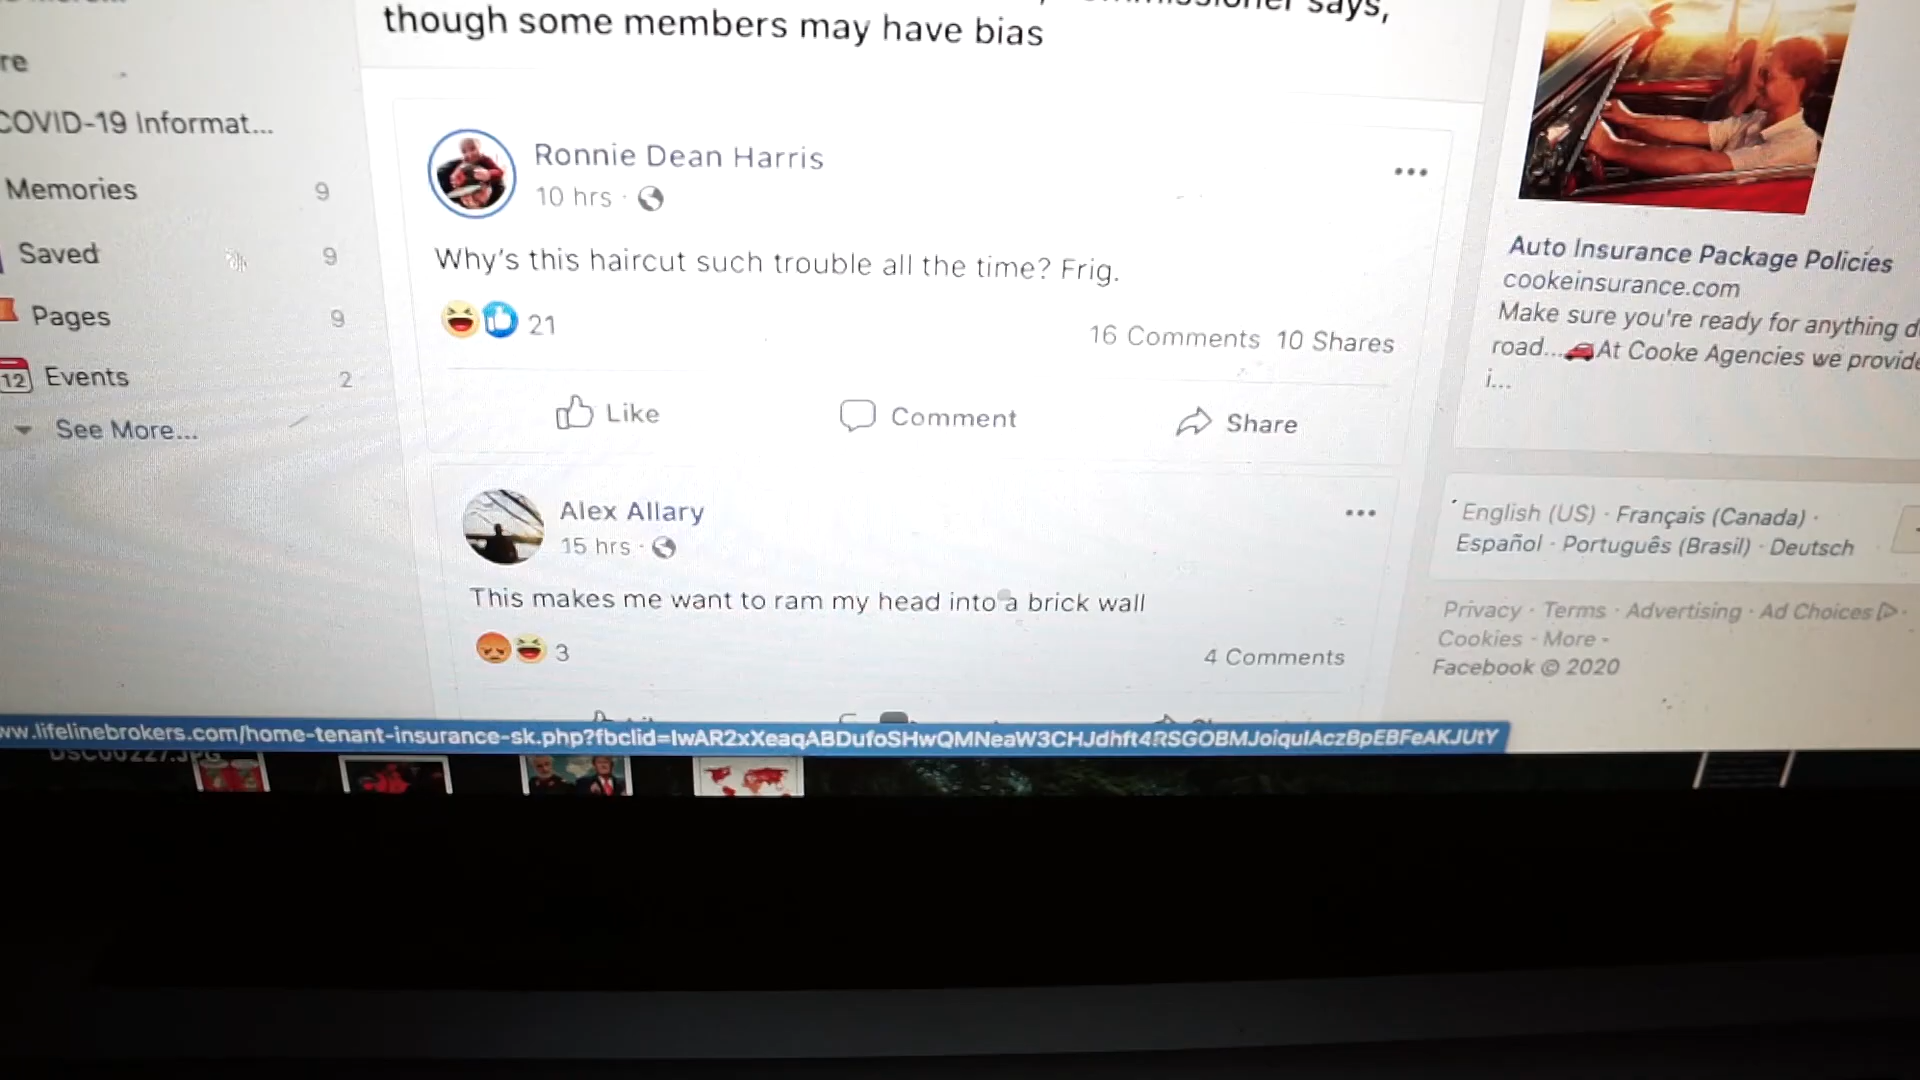 says,
though some members may have bias
re
COVID-19 Informat...
Memories 9
Saved 9
Pages 9
12 Events 2
See More...
Ronnie Dean Harris
10 hrs ·
Why's this haircut such trouble all the time? Frig.
21
16 Comments 10 Shares
Like Comment Share
Alex Allary
15 hrs ·
This makes me want to ram my head into a brick wall
3
4 Comments
Auto Insurance Package Policies
cookeinsurance.com
Make sure you're ready for anything d
road...🚗At Cooke Agencies we provide
i...
English (US) · Français (Canada) ·
Español · Português (Brasil) · Deutsch
Privacy · Terms · Advertising · Ad Choices ·
Cookies · More
Facebook © 2020
ww.lifelinebrokers.com/home-tenant-insurance-sk.php?fbclid=IwAR2xXeaqABDufoSHwQMNeaW3CHJdhft4RSGOBMJoiquIAczBpEBFeAKJUtY
DSC00227.JPG